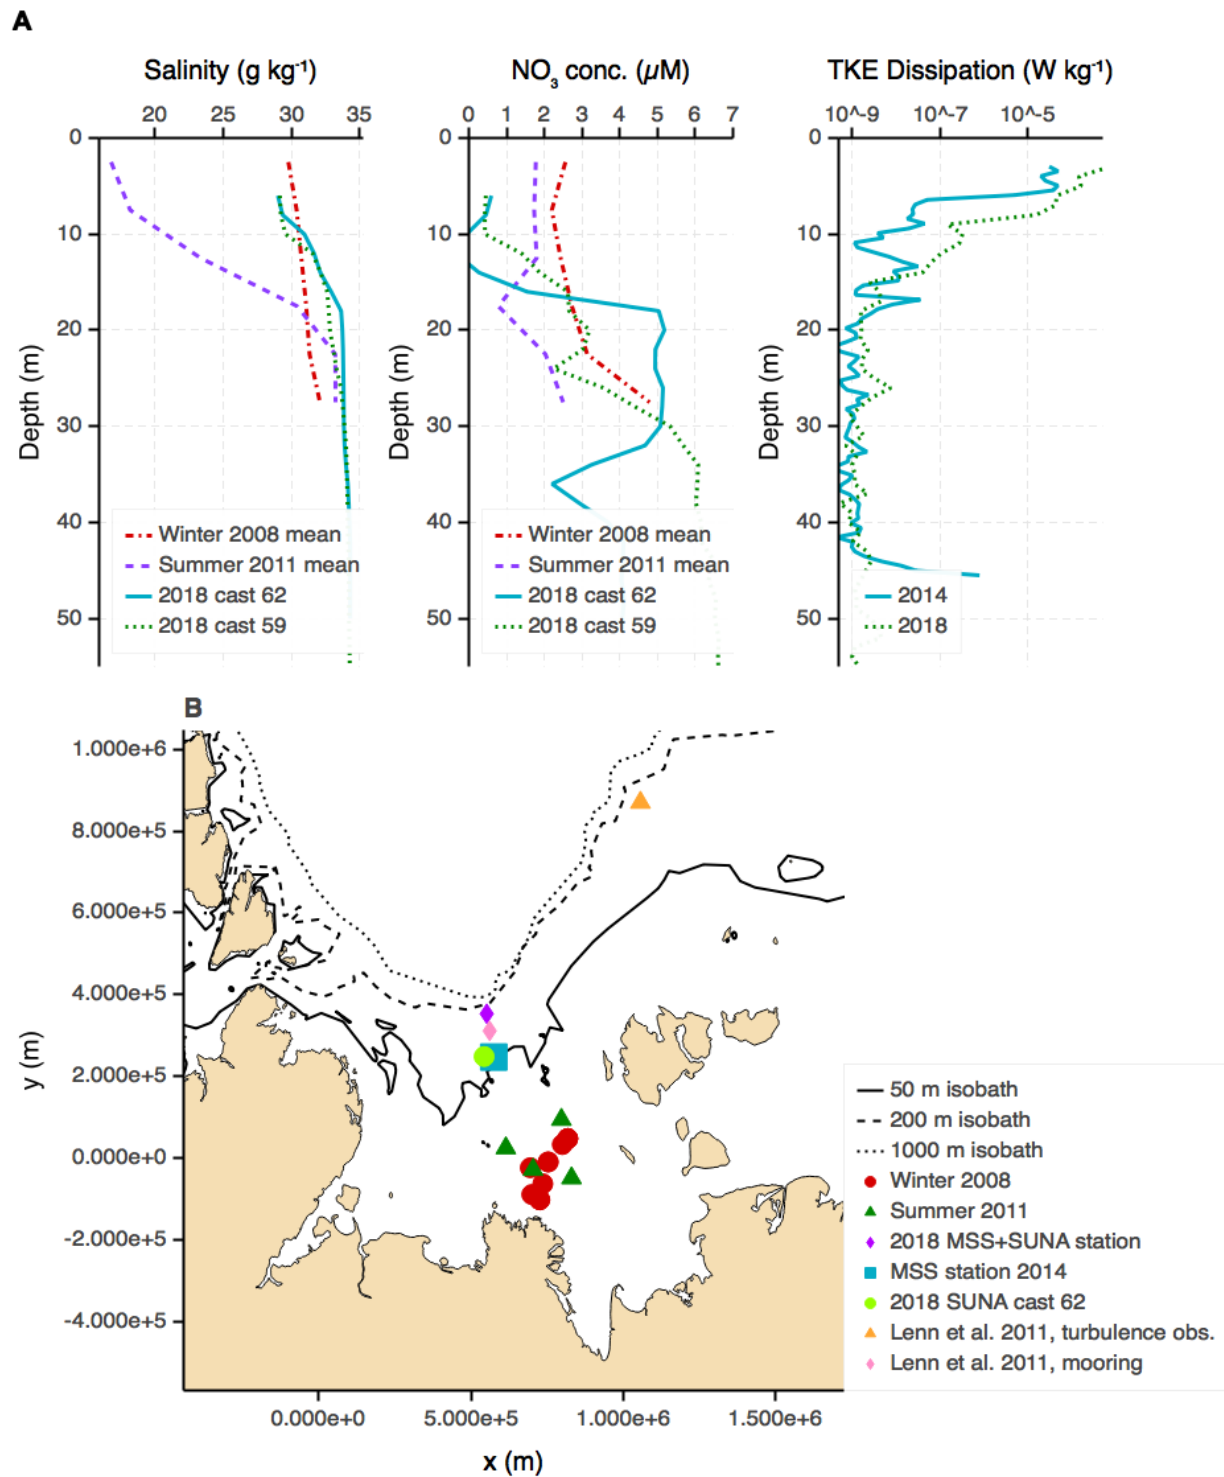 A
Salinity (g kg⁻¹)
NO₃ conc. (µM)
TKE Dissipation (W kg⁻¹)
20 25 30 35
0 1 2 3 4 5 6 7
10^-9 10^-7 10^-5
0
10
20
30
40
50
Depth (m)
0
10
20
30
40
50
Depth (m)
0
10
20
30
40
50
Depth (m)
Winter 2008 mean
Summer 2011 mean
2018 cast 62
2018 cast 59
Winter 2008 mean
Summer 2011 mean
2018 cast 62
2018 cast 59
2014
2018
B
1.000e+6
8.000e+5
6.000e+5
4.000e+5
2.000e+5
0.000e+0
-2.000e+5
-4.000e+5
y (m)
0.000e+0 5.000e+5 1.000e+6 1.500e+6
x (m)
50 m isobath
200 m isobath
1000 m isobath
Winter 2008
Summer 2011
2018 MSS+SUNA station
MSS station 2014
2018 SUNA cast 62
Lenn et al. 2011, turbulence obs.
Lenn et al. 2011, mooring